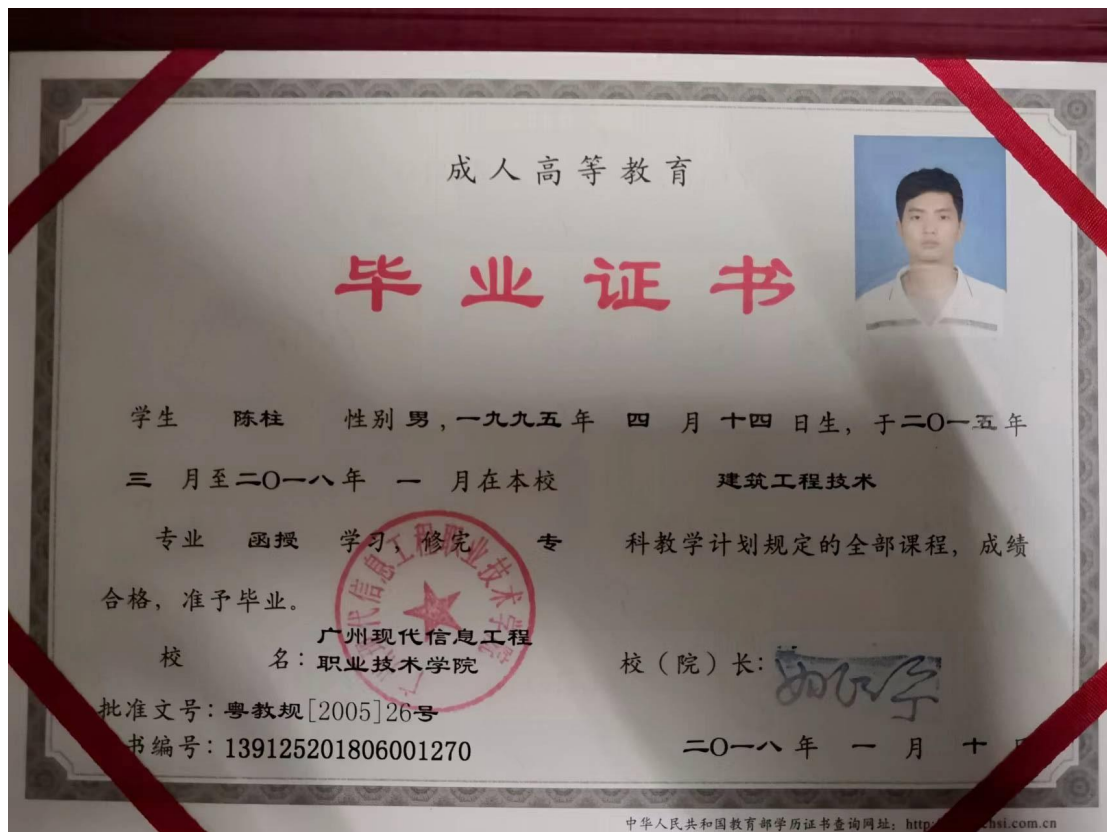 成人高等教育
毕业证书
学生 陈柱 性别 男，一九九五年 四 月 十四 日生，于二〇一五年
三 月至二〇一八年 一 月在本校 建筑工程技术
专业 函授 学习，修完 专 科教学计划规定的全部课程，成绩
合格，准予毕业。
校 名：广州现代信息工程
职业技术学院
校（院）长：
批准文号：粤教规[2005]26号
书编号：139125201806001270
二〇一八年 一 月 十
中华人民共和国教育部学历证书查询网址：http: chsi.com.cn